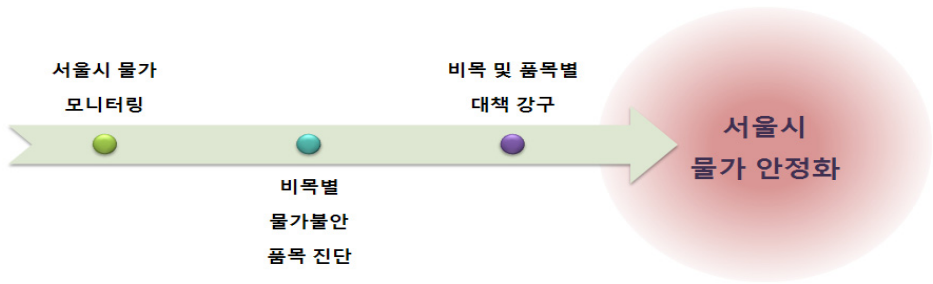 서울시 물가
모니터링
비목별
물가불안
품목 진단
비목 및 품목별
대책 강구
서울시
물가 안정화